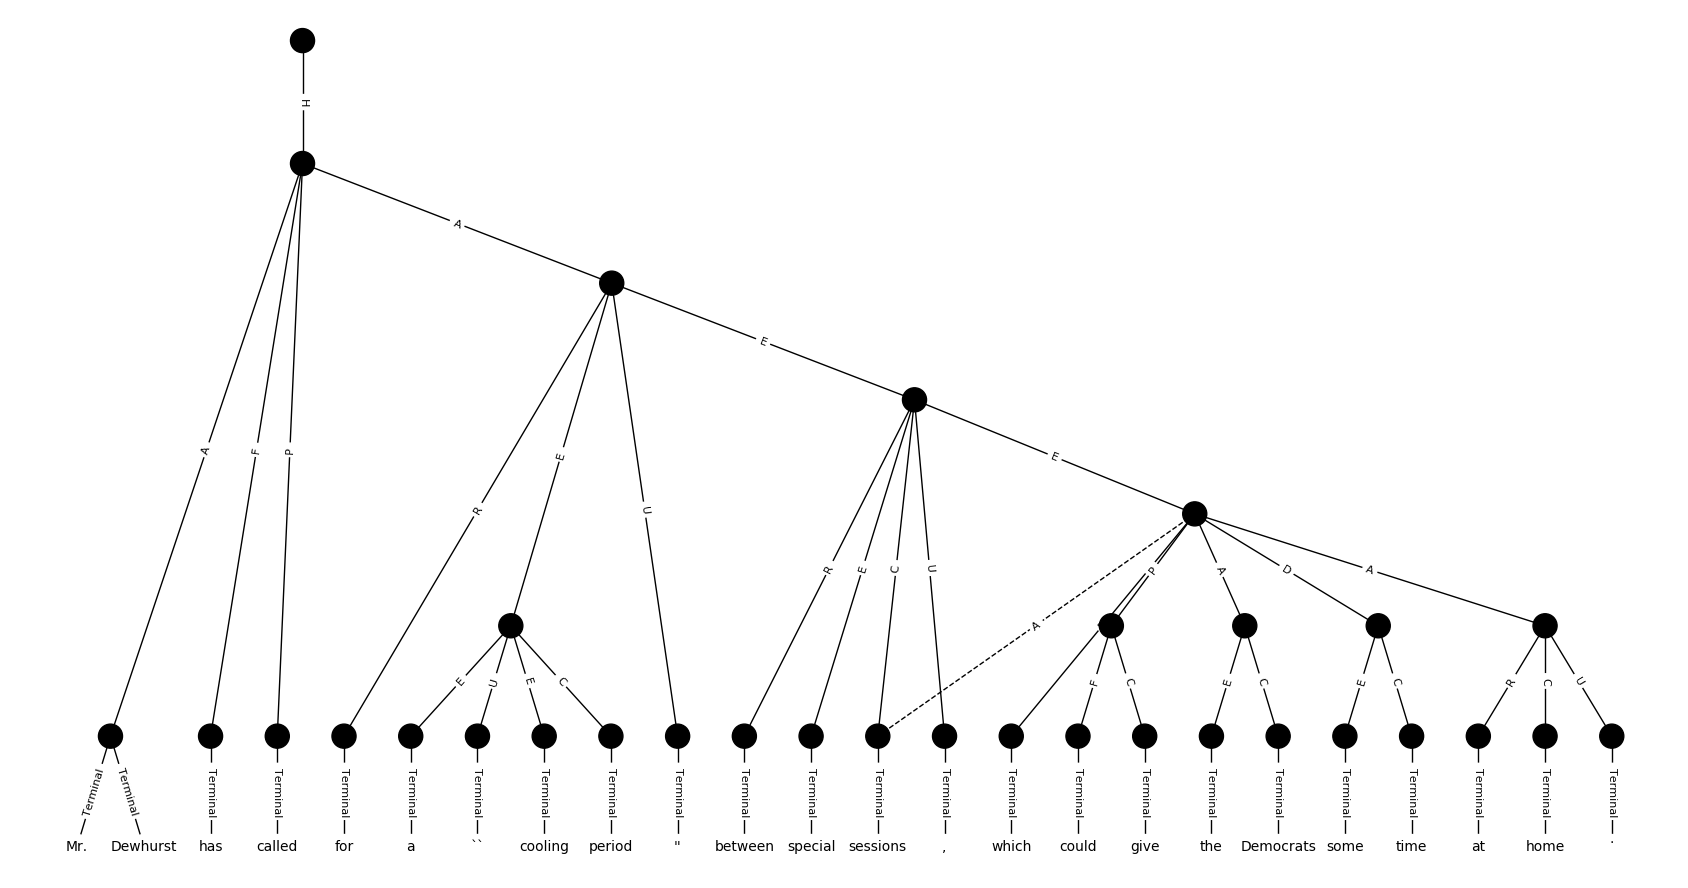 H
A
A F P
E
E
R E U
E
R E C U A P A D A
E U E C F C E C E C R C U
Terminal Terminal Terminal Terminal Terminal Terminal Terminal Terminal Terminal Terminal Terminal Terminal Terminal Terminal Terminal Terminal Terminal Terminal Terminal Terminal Terminal Terminal Terminal Terminal
Mr. Dewhurst has called for a `` cooling period " between special sessions , which could give the Democrats some time at home .